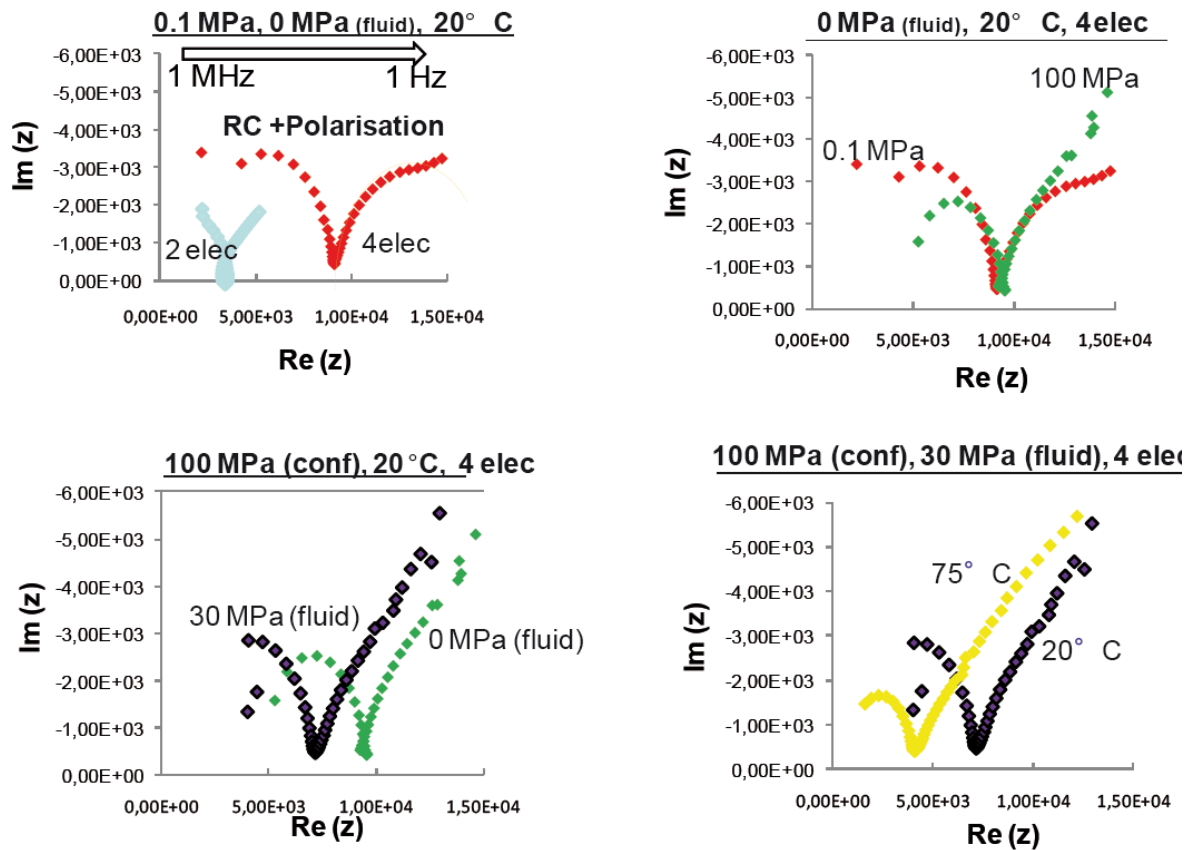 0.1 MPa, 0 MPa (fluid), 20° C
-6,00E+03
-5,00E+03
-4,00E+03
-3,00E+03
-2,00E+03
-1,00E+03
0,00E+00
Im (z)
1 MHz
1 Hz
RC +Polarisation
2 elec
4elec
0,00E+00 5,00E+03 1,00E+04 1,50E+04
Re (z)
0 MPa (fluid), 20° C, 4elec
-6,00E+03
-5,00E+03
-4,00E+03
-3,00E+03
-2,00E+03
-1,00E+03
0,00E+00
Im (z)
100 MPa
0.1 MPa
0,00E+00 5,00E+03 1,00E+04 1,50E+04
Re (z)
100 MPa (conf), 20 °C, 4 elec
-6,00E+03
-5,00E+03
-4,00E+03
-3,00E+03
-2,00E+03
-1,00E+03
0,00E+00
Im (z)
30 MPa (fluid)
0 MPa (fluid)
0,00E+00 5,00E+03 1,00E+04 1,50E+04
Re (z)
100 MPa (conf), 30 MPa (fluid), 4 elec
-6,00E+03
-5,00E+03
-4,00E+03
-3,00E+03
-2,00E+03
-1,00E+03
0,00E+00
Im (z)
75° C
20° C
0,00E+00 5,00E+03 1,00E+04 1,50E+04
Re (z)